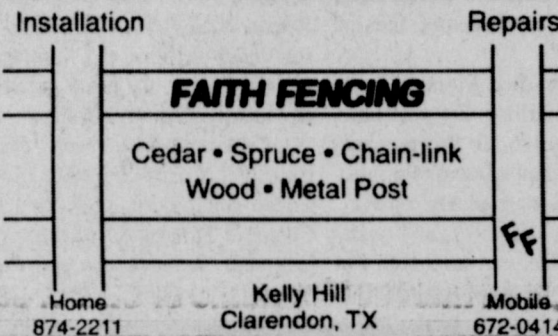 Installation Repairs
FAITH FENCING
Cedar • Spruce • Chain-link
Wood • Metal Post
FF
Home Kelly Hill Mobile
874-2211 Clarendon, TX